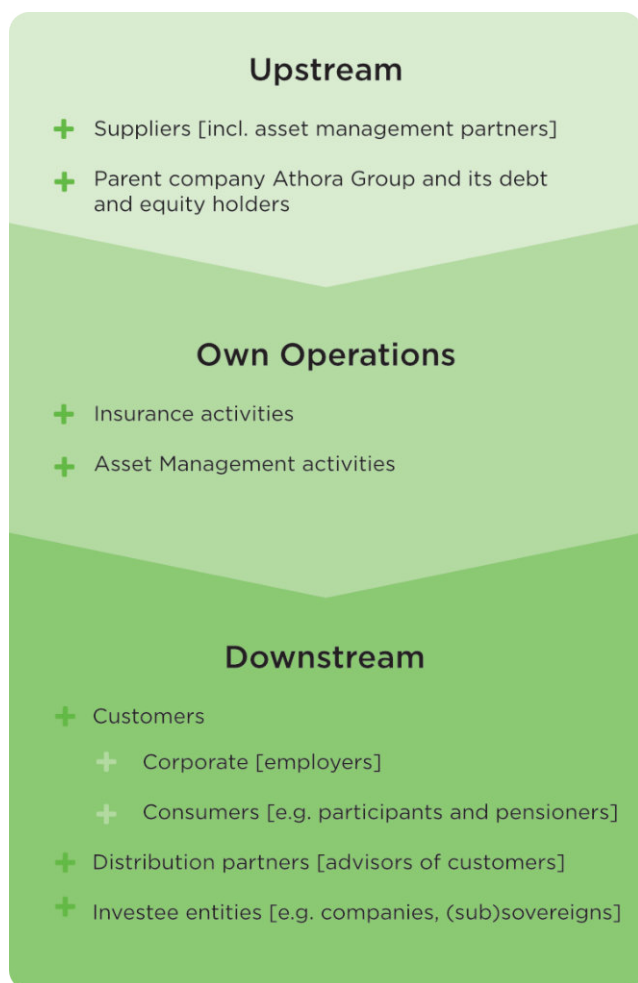 Upstream
Suppliers [incl. asset management partners]
Parent company Athora Group and its debt
and equity holders
Own Operations
Insurance activities
Asset Management activities
Downstream
Customers
Corporate [employers]
Consumers [e.g. participants and pensioners]
Distribution partners [advisors of customers]
Investee entities [e.g. companies, (sub)sovereigns]